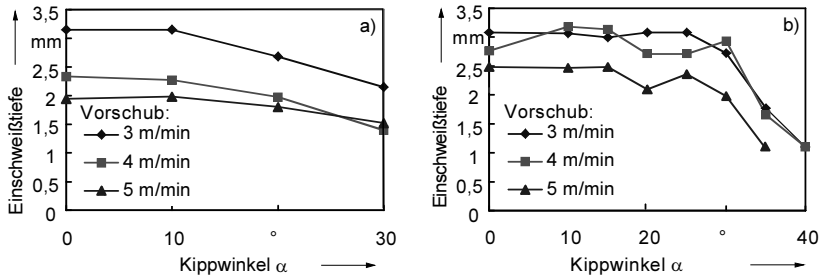 3,5
mm
2,5
2
1,5
1
0,5
0
Einschweißtiefe
a)
Vorschub:
3 m/min
4 m/min
5 m/min
0 10 ° 30
Kippwinkel α
3,5
mm
2,5
2
1,5
1
0,5
0
Einschweißtiefe
b)
Vorschub:
3 m/min
4 m/min
5 m/min
0 10 20 ° 40
Kippwinkel α